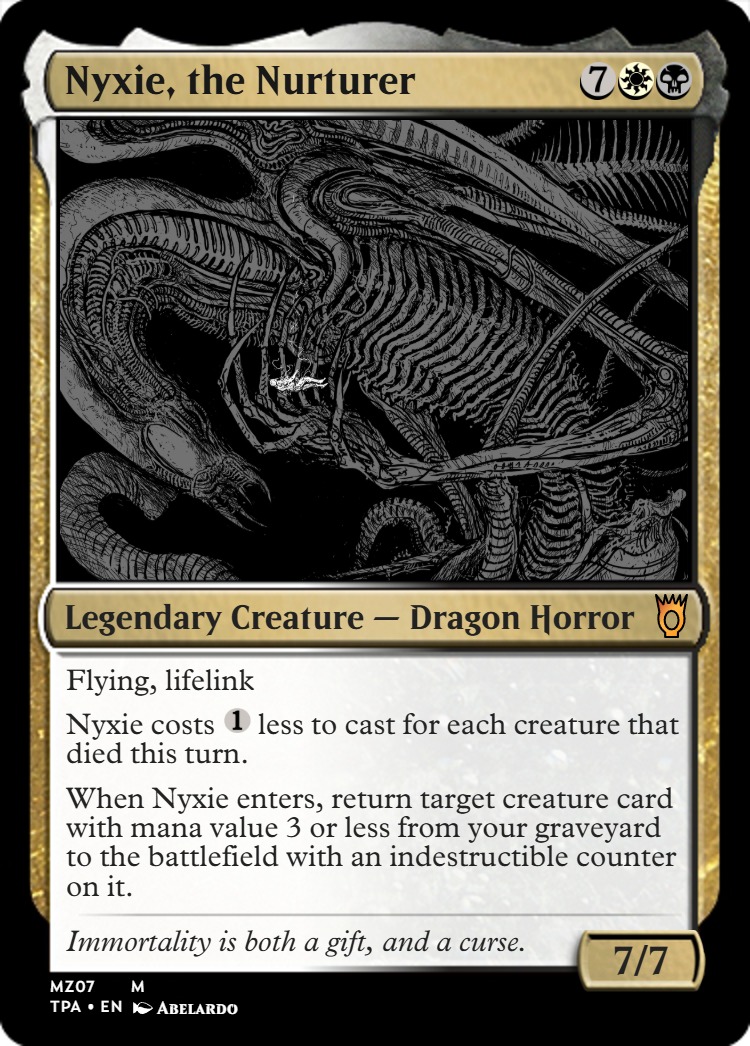 Nyxie, the Nurturer 7
Legendary Creature — Dragon Horror
Flying, lifelink
Nyxie costs 1 less to cast for each creature that
died this turn.
When Nyxie enters, return target creature card
with mana value 3 or less from your graveyard
to the battlefield with an indestructible counter
on it.
Immortality is both a gift, and a curse.
7/7
MZ07 M
TPA • EN Abelardo